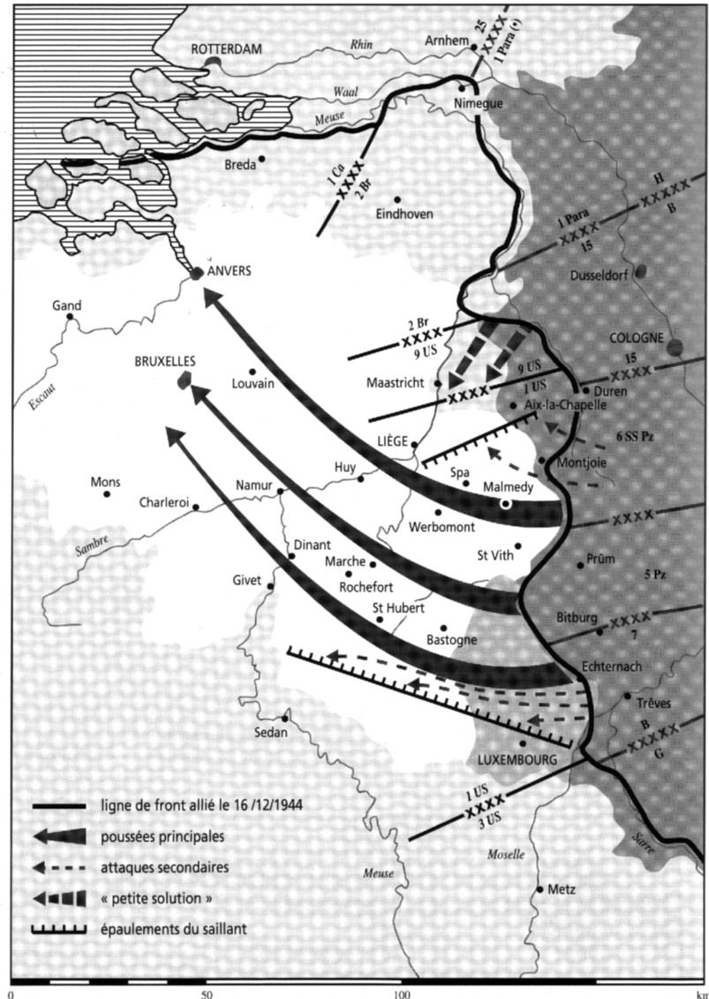 25
XXXX
1 Para (•)
Rhin
Arnhem
ROTTERDAM
Waal
Nimègue
Meuse
Breda
1 Ca
XXXX
2 Br
Eindhoven
H
XXXXX
B
1 Para
XXXX
15
Dusseldorf
ANVERS
Gand
2 Br
XXXX
9 US
COLOGNE
15
XXXX
BRUXELLES
Louvain
Escaut
Maastricht
9 US
XXXX
1 US
Duren
Aix-la-Chapelle
6 SS Pz
LIÈGE
Montjoie
Huy
Spa
Malmedy
Mons
Namur
Charleroi
Werbomont
XXXX
Sambre
Dinant
Marche
St Vith
Prüm
5 Pz
Givet
Rochefort
St Hubert
Bitburg
XXXX
7
Bastogne
Echternach
Trêves
Sedan
B
XXXXX
G
LUXEMBOURG
1 US
XXXX
3 US
ligne de front allié le 16 /12/1944
poussées principales
attaques secondaires
« petite solution »
épaulements du saillant
Meuse
Moselle
Sarre
Metz
0 50 100 km